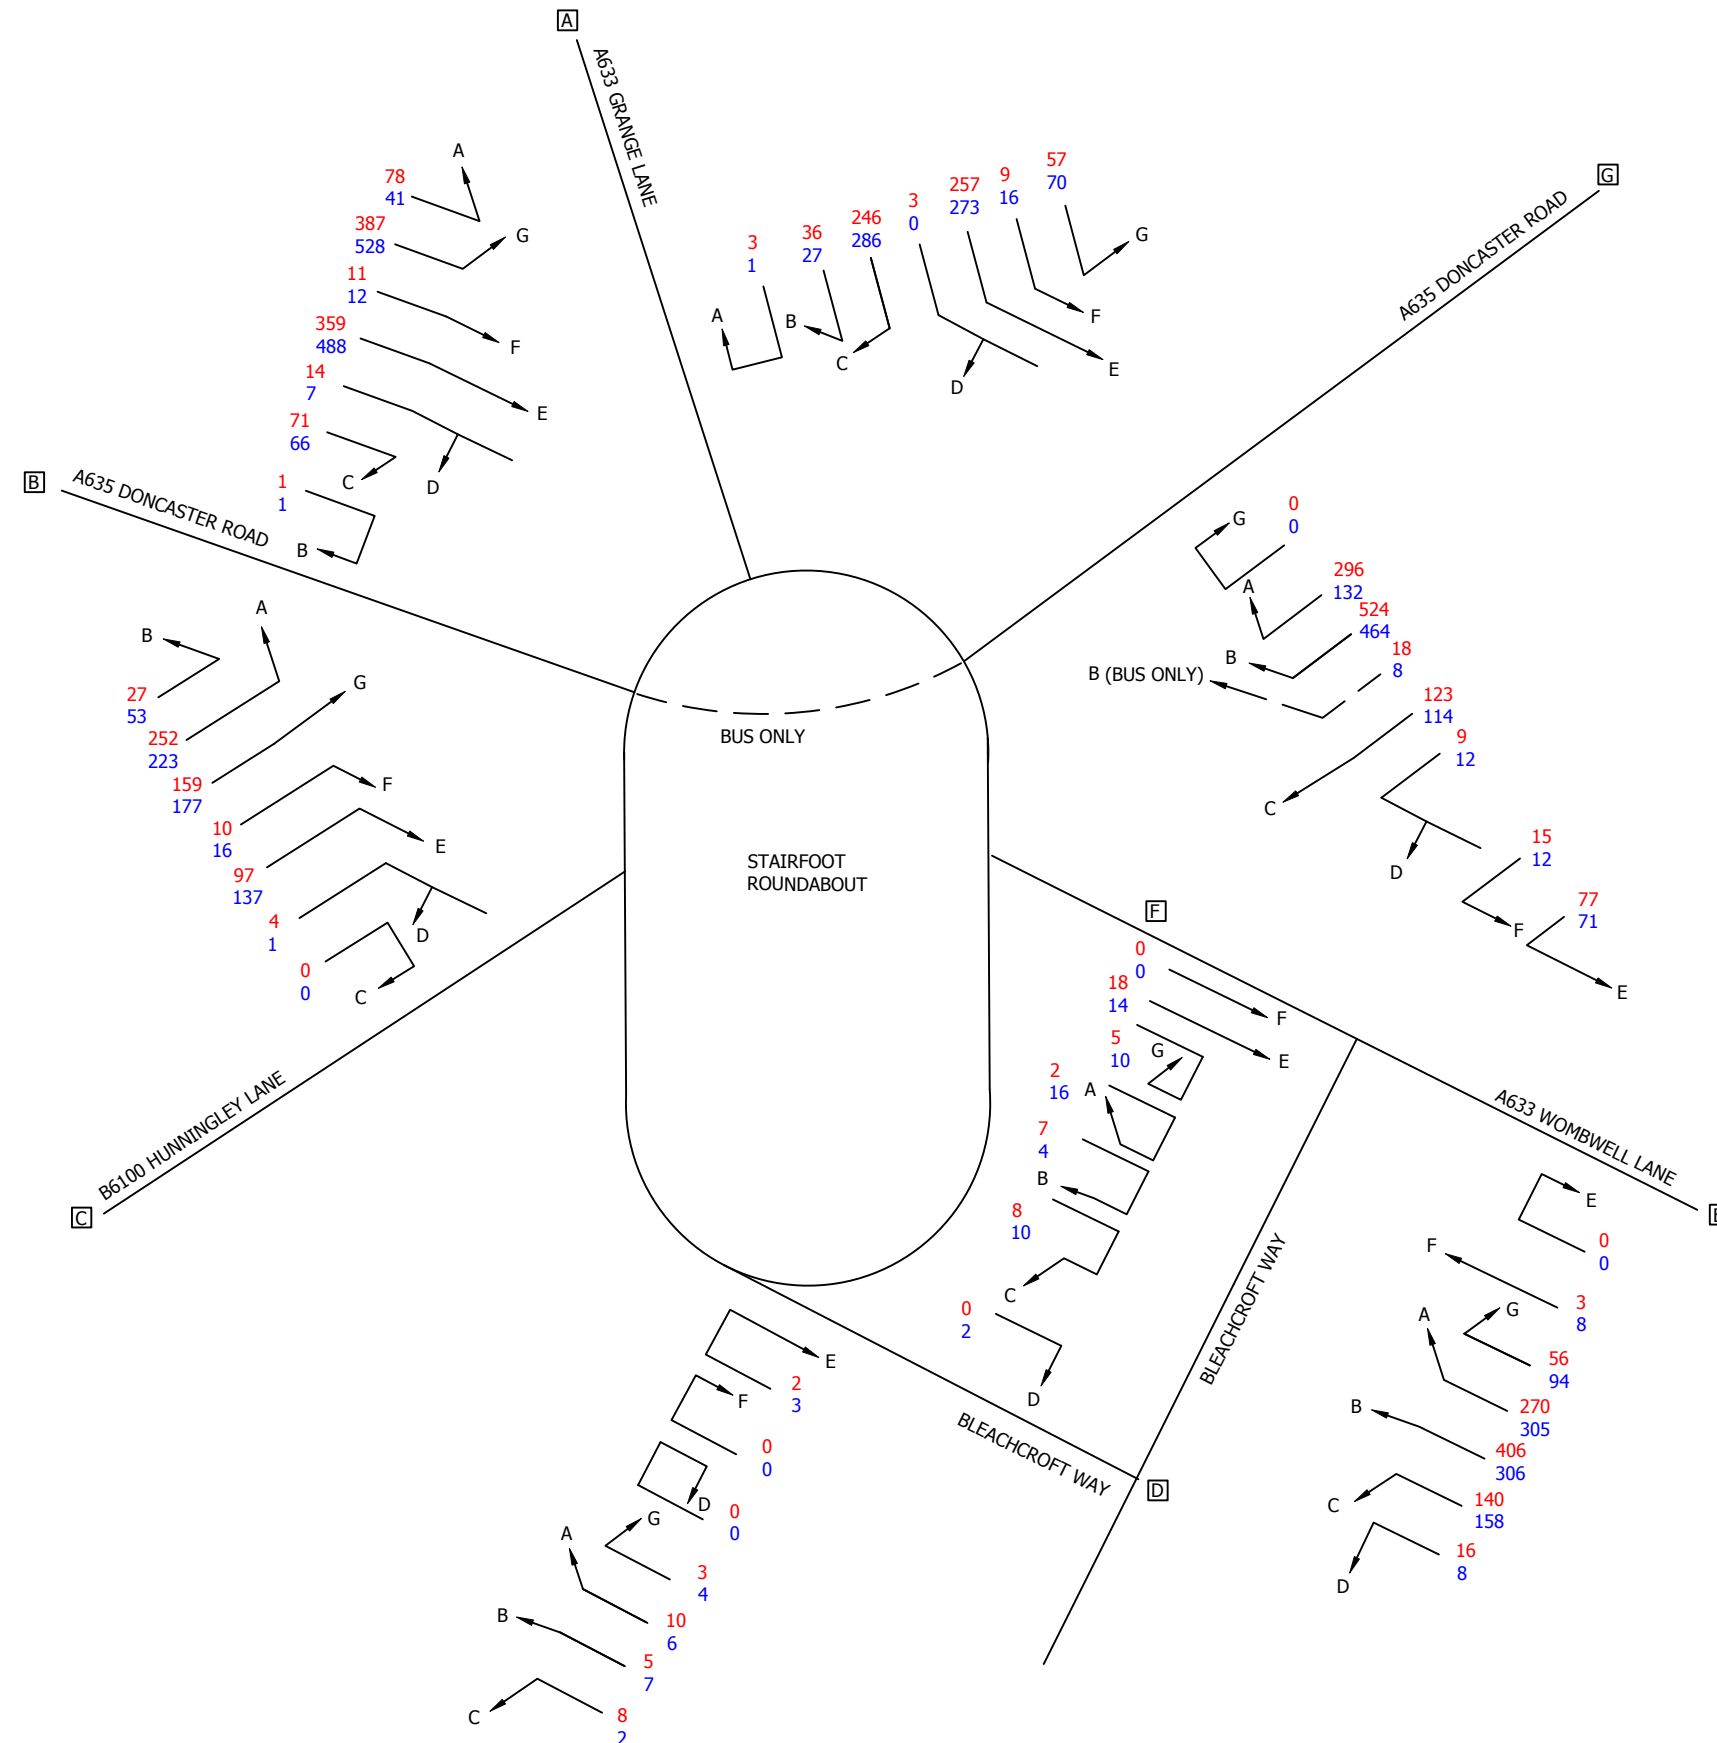 A
A633 GRANGE LANE
G
A635 DONCASTER ROAD
A
78
41
387
528
G
11
12
F
359
488
E
14
7
D
71
66
C
1
1
B
3
1
A
36
27
B
246
286
C
3
0
D
257
273
E
9
16
F
57
70
G
B
A635 DONCASTER ROAD
G
0
0
A
296
132
524
464
B
18
8
B (BUS ONLY)
123
114
C
9
12
D
15
12
F
77
71
E
BUS ONLY
STAIRFOOT
ROUNDABOUT
B
27
53
A
252
223
G
159
177
F
10
16
E
97
137
D
4
1
C
0
0
F
0
0
F
18
14
E
5
10
G
2
16
A
7
4
B
8
10
C
0
2
D
B6100 HUNNINGLEY LANE
C
A633 WOMBWELL LANE
BLEACHCROFT WAY
BLEACHCROFT WAY
D
E
0
0
F
3
8
G
56
94
A
270
305
B
406
306
C
140
158
D
16
8
E
2
3
F
0
0
D
0
0
G
3
4
A
10
6
B
5
7
C
8
2